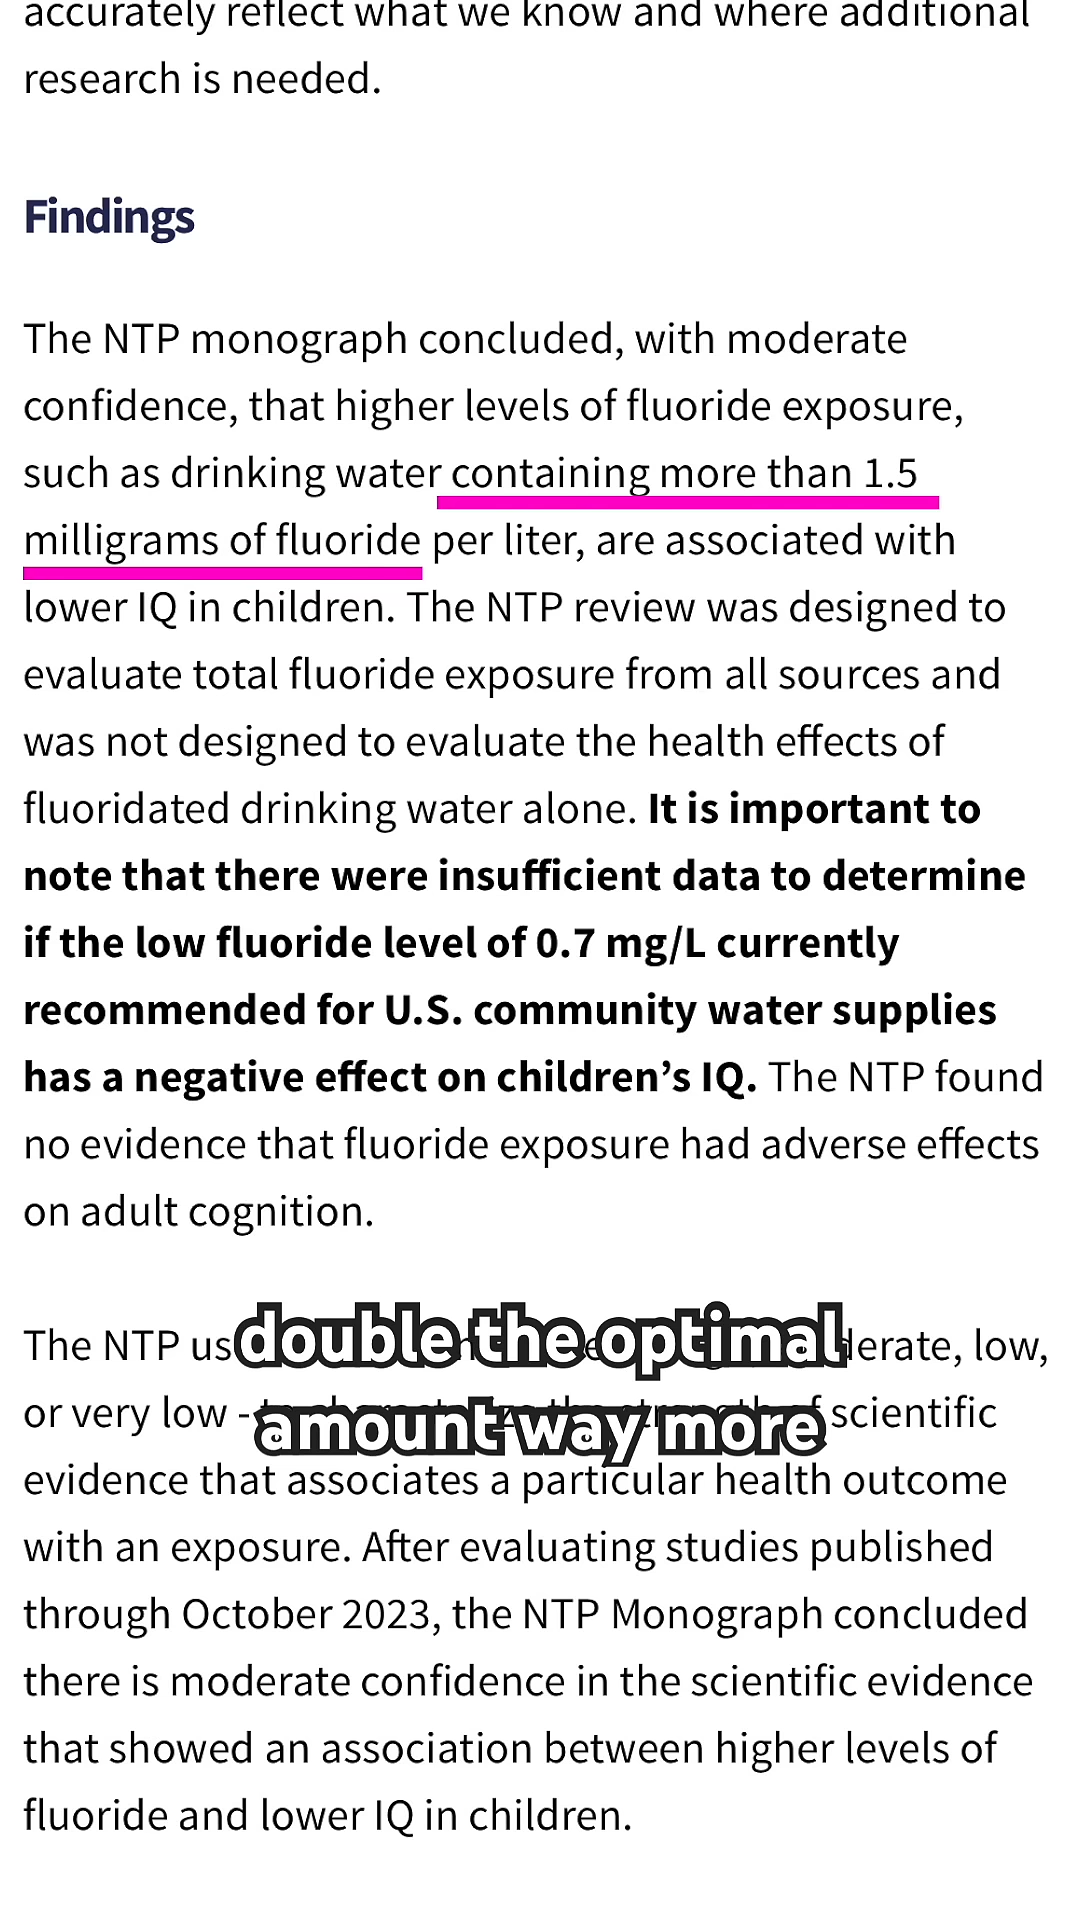 accurately reflect what we know and where additional
research is needed.
Findings
The NTP monograph concluded, with moderate
confidence, that higher levels of fluoride exposure,
such as drinking water containing more than 1.5
milligrams of fluoride per liter, are associated with
lower IQ in children. The NTP review was designed to
evaluate total fluoride exposure from all sources and
was not designed to evaluate the health effects of
fluoridated drinking water alone. It is important to
note that there were insufficient data to determine
if the low fluoride level of 0.7 mg/L currently
recommended for U.S. community water supplies
has a negative effect on children’s IQ. The NTP found
no evidence that fluoride exposure had adverse effects
on adult cognition.
double the optimal
amount way more
The NTP low,
or very low - scientific
evidence that associates a particular health outcome
with an exposure. After evaluating studies published
through October 2023, the NTP Monograph concluded
there is moderate confidence in the scientific evidence
that showed an association between higher levels of
fluoride and lower IQ in children.